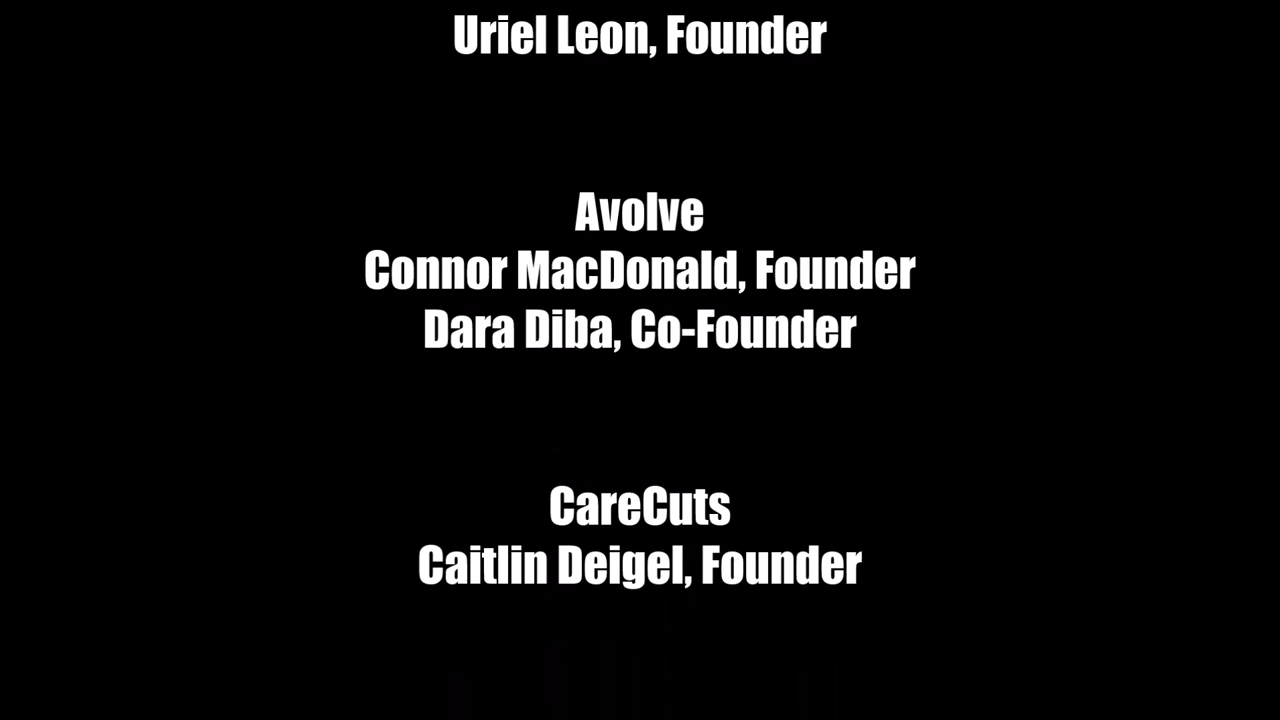 Uriel Leon, Founder
Avolve
Connor MacDonald, Founder
Dara Diba, Co-Founder
CareCuts
Caitlin Deigel, Founder